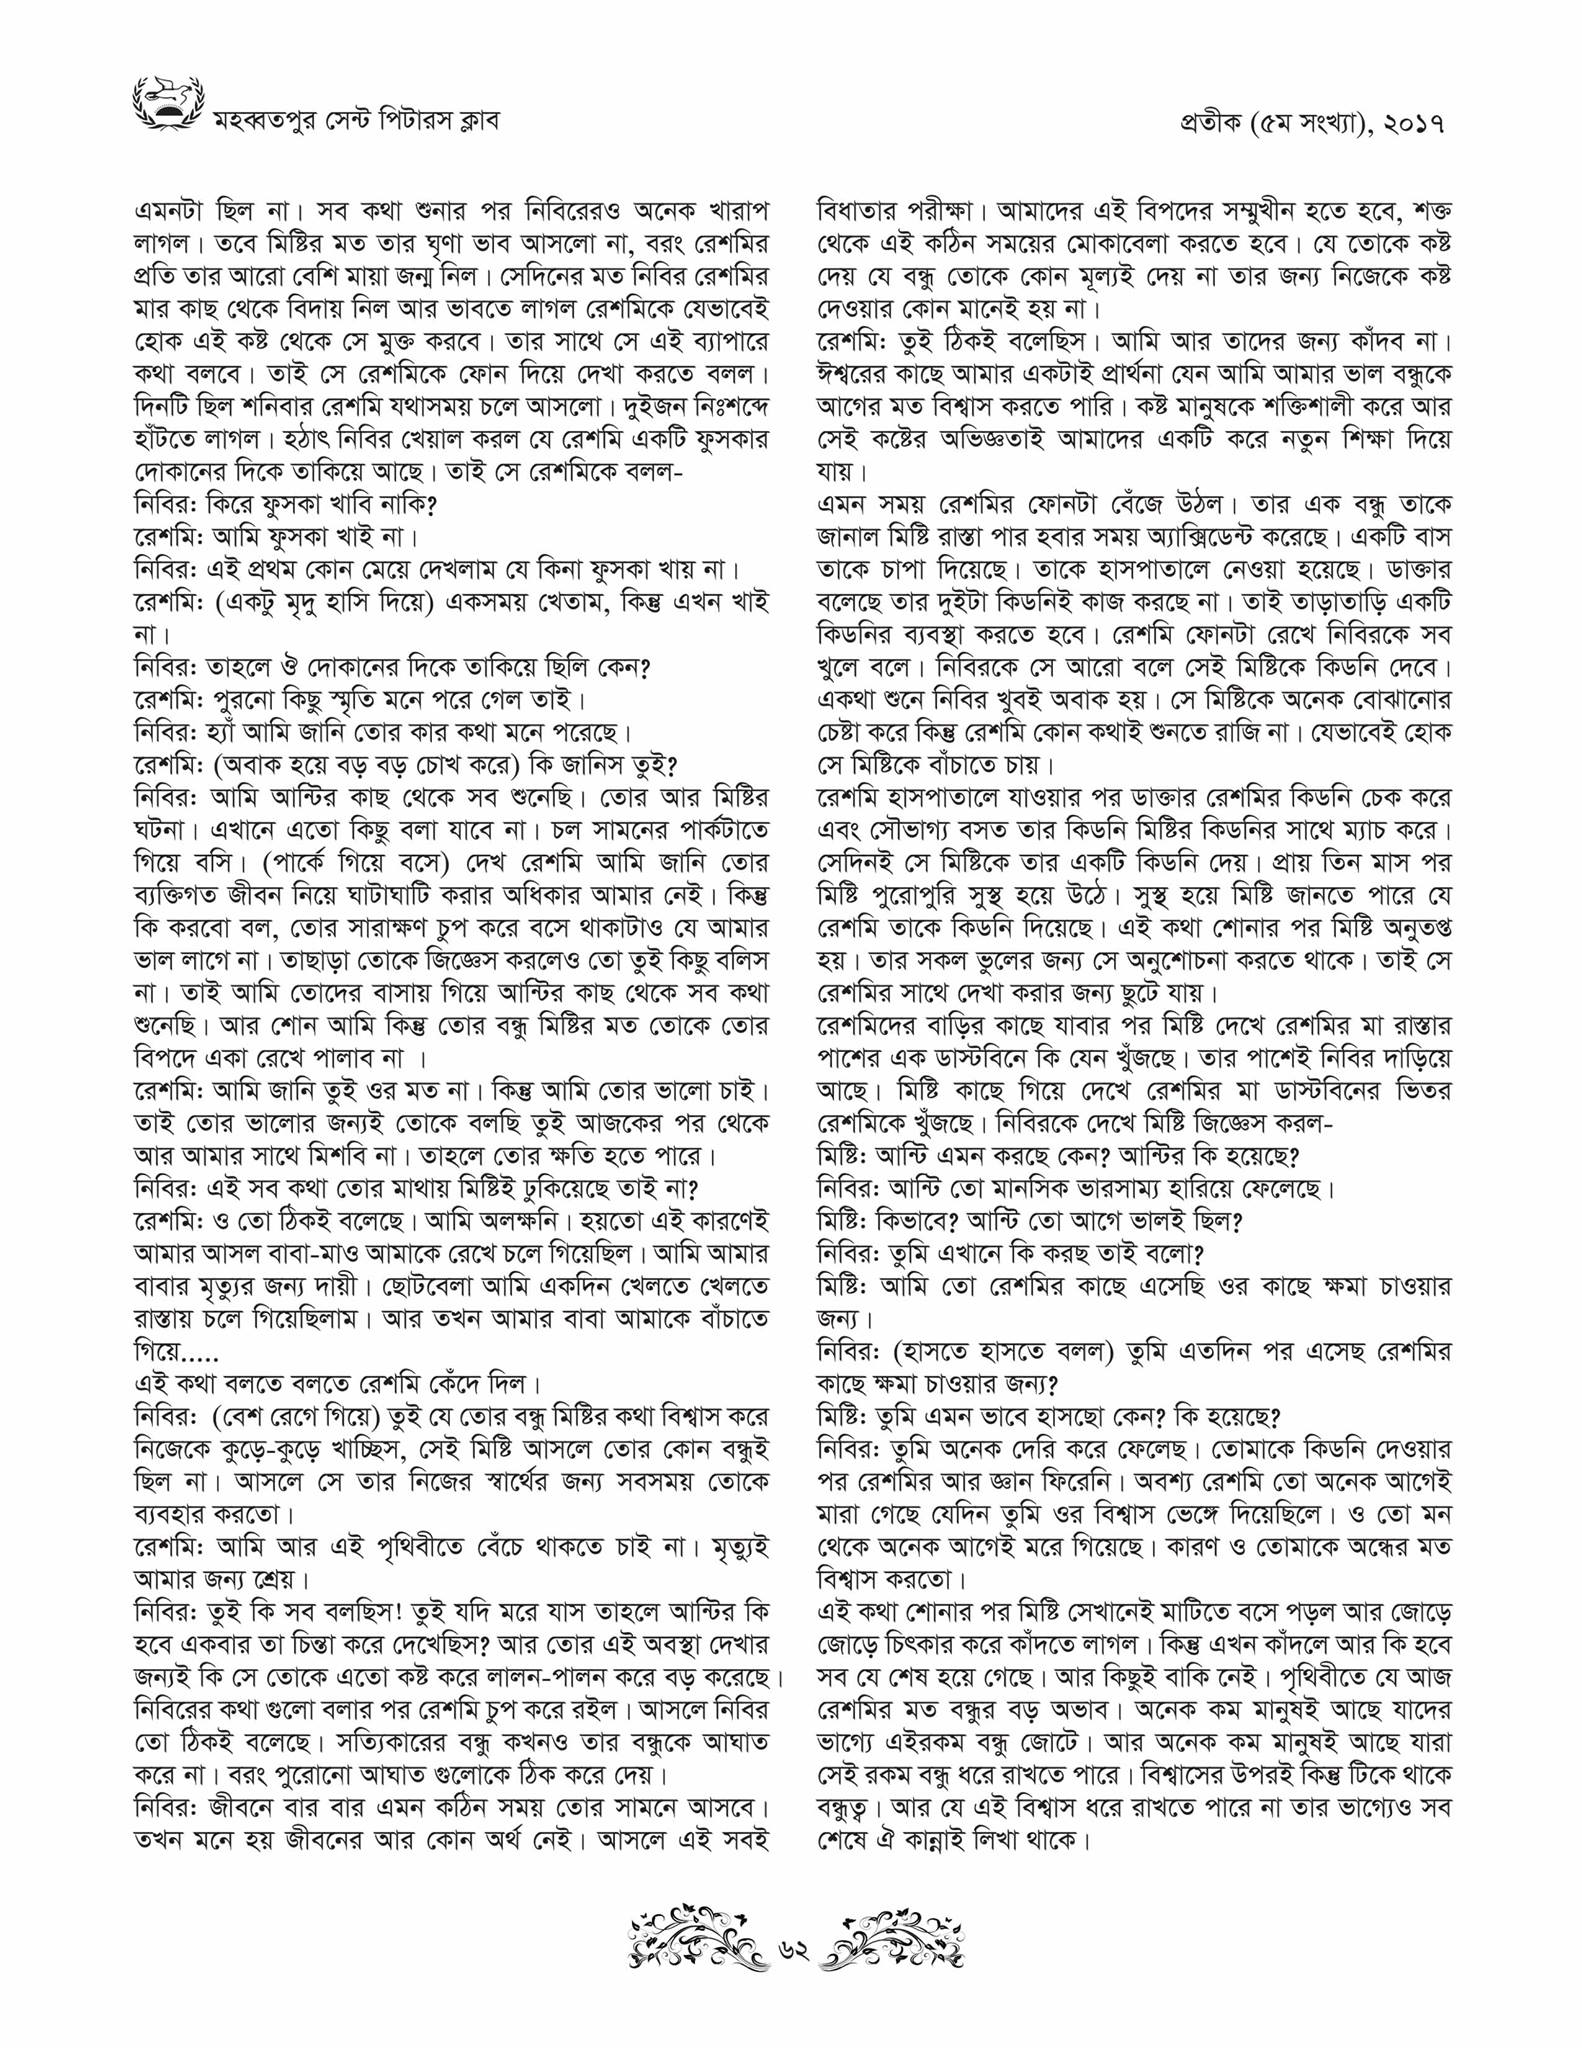 মহব্বতপুর সেন্ট পিটারস ক্লাব
প্রতীক (৫ম সংখ্যা), ২০১৭
এমনটা ছিল না। সব কথা শুনার পর নিবিরেরও অনেক খারাপ
লাগল। তবে মিষ্টির মত তার ঘৃণা ভাব আসলো না, বরং রেশমির
প্রতি তার আরো বেশি মায়া জন্ম নিল। সেদিনের মত নিবির রেশমির
মার কাছ থেকে বিদায় নিল আর ভাবতে লাগল রেশমিকে যেভাবেই
হোক এই কষ্ট থেকে সে মুক্ত করবে। তার সাথে সে এই ব্যাপারে
কথা বলবে। তাই সে রেশমিকে ফোন দিয়ে দেখা করতে বলল।
দিনটি ছিল শনিবার রেশমি যথাসময় চলে আসলো। দুইজন নিঃশব্দে
হাঁটতে লাগল। হঠাৎ নিবির খেয়াল করল যে রেশমি একটি ফুসকার
দোকানের দিকে তাকিয়ে আছে। তাই সে রেশমিকে বলল-
নিবির: কিরে ফুসকা খাবি নাকি?
রেশমি: আমি ফুসকা খাই না।
নিবির: এই প্রথম কোন মেয়ে দেখলাম যে কিনা ফুসকা খায় না।
রেশমি: (একটু মৃদু হাসি দিয়ে) একসময় খেতাম, কিন্তু এখন খাই
না।
নিবির: তাহলে ঔ দোকানের দিকে তাকিয়ে ছিলি কেন?
রেশমি: পুরনো কিছু স্মৃতি মনে পরে গেল তাই।
নিবির: হ্যাঁ আমি জানি তোর কার কথা মনে পরেছে।
রেশমি: (অবাক হয়ে বড় বড় চোখ করে) কি জানিস তুই?
নিবির: আমি আন্টির কাছ থেকে সব শুনেছি। তোর আর মিষ্টির
ঘটনা। এখানে এতো কিছু বলা যাবে না। চল সামনের পার্কটাতে
গিয়ে বসি। (পার্কে গিয়ে বসে) দেখ রেশমি আমি জানি তোর
ব্যক্তিগত জীবন নিয়ে ঘাটাঘাটি করার অধিকার আমার নেই। কিন্তু
কি করবো বল, তোর সারাক্ষণ চুপ করে বসে থাকাটাও যে আমার
ভাল লাগে না। তাছাড়া তোকে জিজ্ঞেস করলেও তো তুই কিছু বলিস
না। তাই আমি তোদের বাসায় গিয়ে আন্টির কাছ থেকে সব কথা
শুনেছি। আর শোন আমি কিন্তু তোর বন্ধু মিষ্টির মত তোকে তোর
বিপদে একা রেখে পালাব না ।
রেশমি: আমি জানি তুই ওর মত না। কিন্তু আমি তোর ভালো চাই।
তাই তোর ভালোর জন্যই তোকে বলছি তুই আজকের পর থেকে
আর আমার সাথে মিশবি না। তাহলে তোর ক্ষতি হতে পারে।
নিবির: এই সব কথা তোর মাথায় মিষ্টিই ঢুকিয়েছে তাই না?
রেশমি: ও তো ঠিকই বলেছে। আমি অলক্ষনি। হয়তো এই কারণেই
আমার আসল বাবা-মাও আমাকে রেখে চলে গিয়েছিল। আমি আমার
বাবার মৃত্যুর জন্য দায়ী। ছোটবেলা আমি একদিন খেলতে খেলতে
রাস্তায় চলে গিয়েছিলাম। আর তখন আমার বাবা আমাকে বাঁচাতে
গিয়ে.....
এই কথা বলতে বলতে রেশমি কেঁদে দিল।
নিবির: (বেশ রেগে গিয়ে) তুই যে তোর বন্ধু মিষ্টির কথা বিশ্বাস করে
নিজেকে কুড়ে-কুড়ে খাচ্ছিস, সেই মিষ্টি আসলে তোর কোন বন্ধুই
ছিল না। আসলে সে তার নিজের স্বার্থের জন্য সবসময় তোকে
ব্যবহার করতো।
রেশমি: আমি আর এই পৃথিবীতে বেঁচে থাকতে চাই না। মৃত্যুই
আমার জন্য শ্রেয়।
নিবির: তুই কি সব বলছিস! তুই যদি মরে যাস তাহলে আন্টির কি
হবে একবার তা চিন্তা করে দেখেছিস? আর তোর এই অবস্থা দেখার
জন্যই কি সে তোকে এতো কষ্ট করে লালন-পালন করে বড় করেছে।
নিবিরের কথা গুলো বলার পর রেশমি চুপ করে রইল। আসলে নিবির
তো ঠিকই বলেছে। সত্যিকারের বন্ধু কখনও তার বন্ধুকে আঘাত
করে না। বরং পুরোনো আঘাত গুলোকে ঠিক করে দেয়।
নিবির: জীবনে বার বার এমন কঠিন সময় তোর সামনে আসবে।
তখন মনে হয় জীবনের আর কোন অর্থ নেই। আসলে এই সবই
বিধাতার পরীক্ষা। আমাদের এই বিপদের সম্মুখীন হতে হবে, শক্ত
থেকে এই কঠিন সময়ের মোকাবেলা করতে হবে। যে তোকে কষ্ট
দেয় যে বন্ধু তোকে কোন মূল্যই দেয় না তার জন্য নিজেকে কষ্ট
দেওয়ার কোন মানেই হয় না।
রেশমি: তুই ঠিকই বলেছিস। আমি আর তাদের জন্য কাঁদব না।
ঈশ্বরের কাছে আমার একটাই প্রার্থনা যেন আমি আমার ভাল বন্ধুকে
আগের মত বিশ্বাস করতে পারি। কষ্ট মানুষকে শক্তিশালী করে আর
সেই কষ্টের অভিজ্ঞতাই আমাদের একটি করে নতুন শিক্ষা দিয়ে
যায়।
এমন সময় রেশমির ফোনটা বেঁজে উঠল। তার এক বন্ধু তাকে
জানাল মিষ্টি রাস্তা পার হবার সময় অ্যাক্সিডেন্ট করেছে। একটি বাস
তাকে চাপা দিয়েছে। তাকে হাসপাতালে নেওয়া হয়েছে। ডাক্তার
বলেছে তার দুইটা কিডনিই কাজ করছে না। তাই তাড়াতাড়ি একটি
কিডনির ব্যবস্থা করতে হবে। রেশমি ফোনটা রেখে নিবিরকে সব
খুলে বলে। নিবিরকে সে আরো বলে সেই মিষ্টিকে কিডনি দেবে।
একথা শুনে নিবির খুবই অবাক হয়। সে মিষ্টিকে অনেক বোঝানোর
চেষ্টা করে কিন্তু রেশমি কোন কথাই শুনতে রাজি না। যেভাবেই হোক
সে মিষ্টিকে বাঁচাতে চায়।
রেশমি হাসপাতালে যাওয়ার পর ডাক্তার রেশমির কিডনি চেক করে
এবং সৌভাগ্য বসত তার কিডনি মিষ্টির কিডনির সাথে ম্যাচ করে।
সেদিনই সে মিষ্টিকে তার একটি কিডনি দেয়। প্রায় তিন মাস পর
মিষ্টি পুরোপুরি সুস্থ হয়ে উঠে। সুস্থ হয়ে মিষ্টি জানতে পারে যে
রেশমি তাকে কিডনি দিয়েছে। এই কথা শোনার পর মিষ্টি অনুতপ্ত
হয়। তার সকল ভুলের জন্য সে অনুশোচনা করতে থাকে। তাই সে
রেশমির সাথে দেখা করার জন্য ছুটে যায়।
রেশমিদের বাড়ির কাছে যাবার পর মিষ্টি দেখে রেশমির মা রাস্তার
পাশের এক ডাস্টবিনে কি যেন খুঁজছে। তার পাশেই নিবির দাড়িয়ে
আছে। মিষ্টি কাছে গিয়ে দেখে রেশমির মা ডাস্টবিনের ভিতর
রেশমিকে খুঁজছে। নিবিরকে দেখে মিষ্টি জিজ্ঞেস করল-
মিষ্টি: আন্টি এমন করছে কেন? আন্টির কি হয়েছে?
নিবির: আন্টি তো মানসিক ভারসাম্য হারিয়ে ফেলেছে।
মিষ্টি: কিভাবে? আন্টি তো আগে ভালই ছিল?
নিবির: তুমি এখানে কি করছ তাই বলো?
মিষ্টি: আমি তো রেশমির কাছে এসেছি ওর কাছে ক্ষমা চাওয়ার
জন্য।
নিবির: (হাসতে হাসতে বলল) তুমি এতদিন পর এসেছ রেশমির
কাছে ক্ষমা চাওয়ার জন্য?
মিষ্টি: তুমি এমন ভাবে হাসছো কেন? কি হয়েছে?
নিবির: তুমি অনেক দেরি করে ফেলেছ। তোমাকে কিডনি দেওয়ার
পর রেশমির আর জ্ঞান ফিরেনি। অবশ্য রেশমি তো অনেক আগেই
মারা গেছে যেদিন তুমি ওর বিশ্বাস ভেঙ্গে দিয়েছিলে। ও তো মন
থেকে অনেক আগেই মরে গিয়েছে। কারণ ও তোমাকে অন্ধের মত
বিশ্বাস করতো।
এই কথা শোনার পর মিষ্টি সেখানেই মাটিতে বসে পড়ল আর জোড়ে
জোড়ে চিৎকার করে কাঁদতে লাগল। কিন্তু এখন কাঁদলে আর কি হবে
সব যে শেষ হয়ে গেছে। আর কিছুই বাকি নেই। পৃথিবীতে যে আজ
রেশমির মত বন্ধুর বড় অভাব। অনেক কম মানুষই আছে যাদের
ভাগ্যে এইরকম বন্ধু জোটে। আর অনেক কম মানুষই আছে যারা
সেই রকম বন্ধু ধরে রাখতে পারে। বিশ্বাসের উপরই কিন্তু টিকে থাকে
বন্ধুত্ব। আর যে এই বিশ্বাস ধরে রাখতে পারে না তার ভাগ্যেও সব
শেষে ঐ কান্নাই লিখা থাকে।
৬২